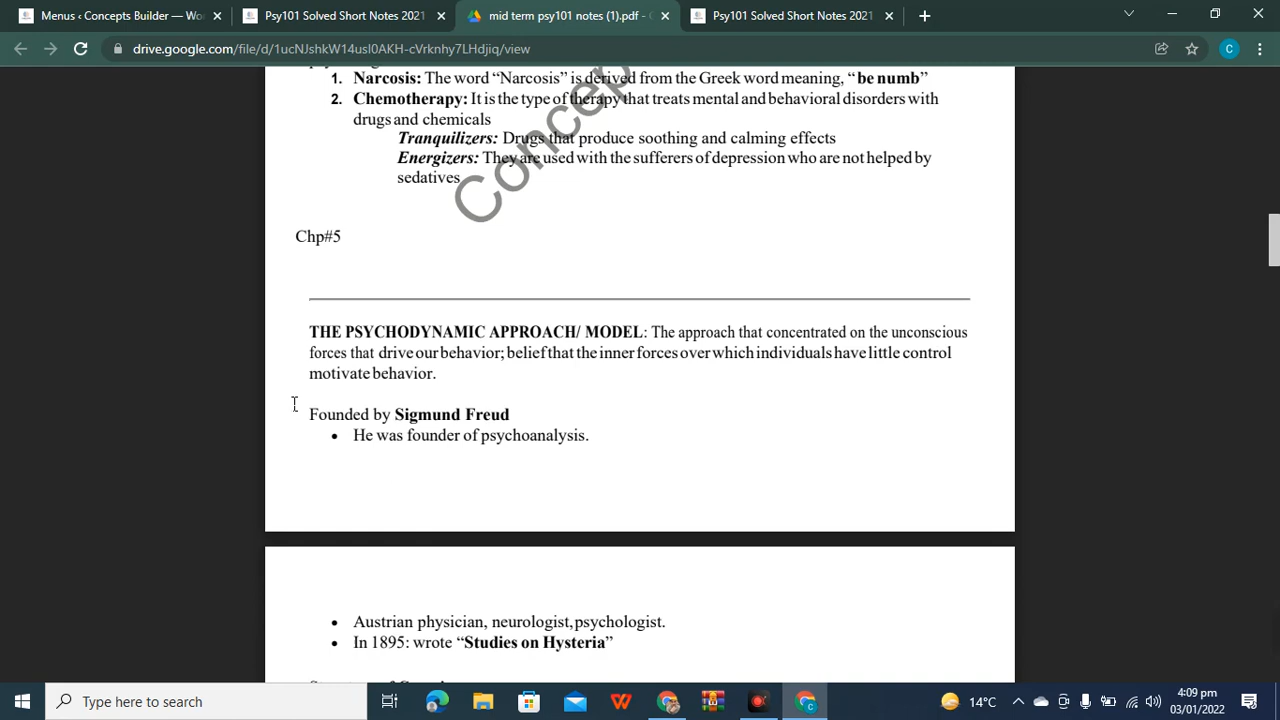 Menus ‹ Concepts Builder — Wo
Psy101 Solved Short Notes 2021
mid term psy101 notes (1).pdf -
Psy101 Solved Short Notes 2021
drive.google.com/file/d/1ucNJshkW14usl0AKH-cVrknhy7LHdjiq/view
1. Narcosis: The word “Narcosis” is derived from the Greek word meaning, “ be numb”
2. Chemotherapy: It is the type of therapy that treats mental and behavioral disorders with
drugs and chemicals
Tranquilizers: Drugs that produce soothing and calming effects
Energizers: They are used with the sufferers of depression who are not helped by
sedatives
Concep
Chp#5
THE PSYCHODYNAMIC APPROACH/ MODEL: The approach that concentrated on the unconscious
forces that drive our behavior; belief that the inner forces over which individuals have little control
motivate behavior.
Founded by Sigmund Freud
• He was founder of psychoanalysis.
• Austrian physician, neurologist, psychologist.
• In 1895: wrote “Studies on Hysteria”
Type here to search
14°C
4:09 pm
03/01/2022